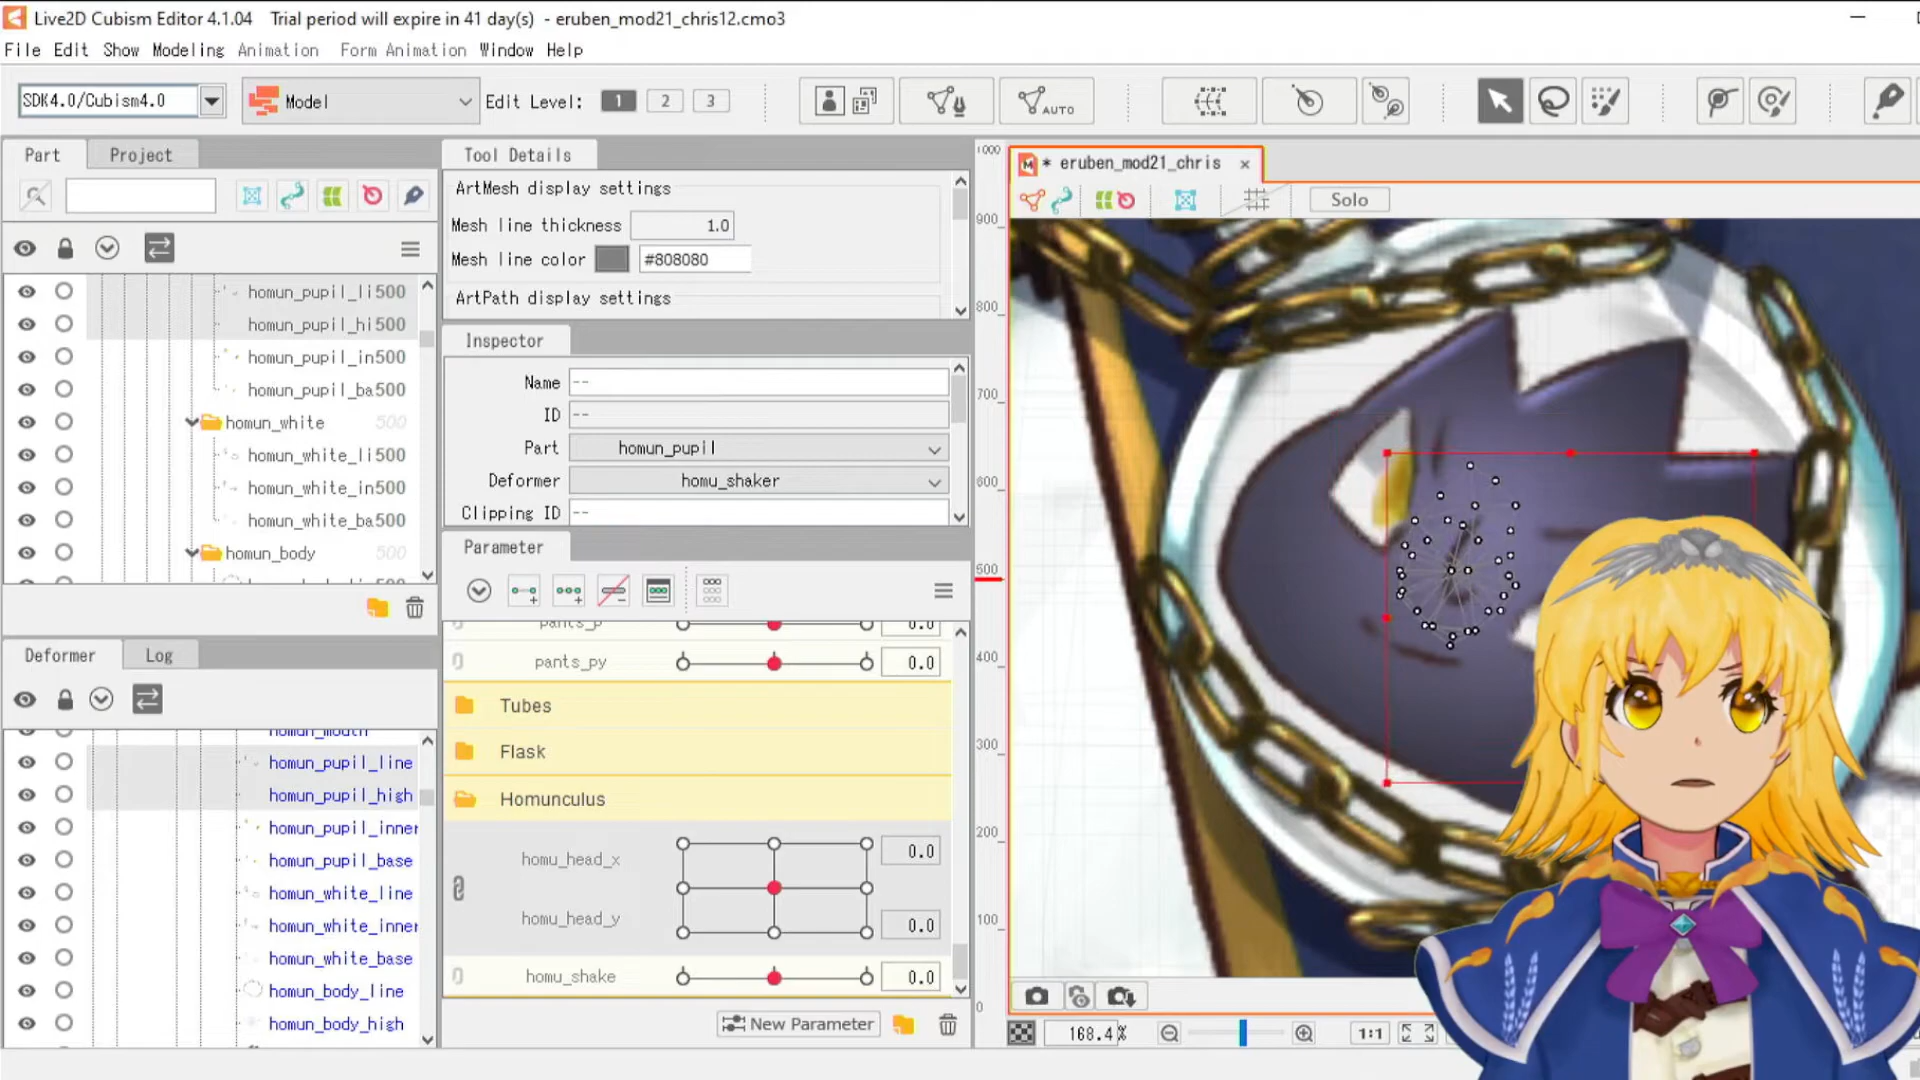 Live2D Cubism Editor 4.1.04 Trial period will expire in 41 day(s) - eruben_mod21_chris12.cmo3
File Edit Show Modeling Animation Form Animation Window Help
SDK4.0/Cubism4.0
Model
Edit Level: 1 2 3
AUTO
Part Project
homun_pupil_li500
homun_pupil_hi500
homun_pupil_in500
homun_pupil_ba500
homun_white 500
homun_white_li500
homun_white_in500
homun_white_ba500
homun_body 500
Deformer Log
homun_mouth
homun_pupil_line
homun_pupil_high
homun_pupil_inner
homun_pupil_base
homun_white_line
homun_white_inner
homun_white_base
homun_body_line
homun_body_high
Tool Details
ArtMesh display settings
Mesh line thickness 1.0
Mesh line color #808080
ArtPath display settings
Inspector
Name --
ID --
Part homun_pupil
Deformer homu_shaker
Clipping ID --
Parameter
pants_p 0.0
pants_py 0.0
Tubes
Flask
Homunculus
homu_head_x 0.0
homu_head_y 0.0
homu_shake 0.0
New Parameter
* eruben_mod21_chris
Solo
1000
900
800
700
600
500
400
300
200
100
0
168.4%
1:1